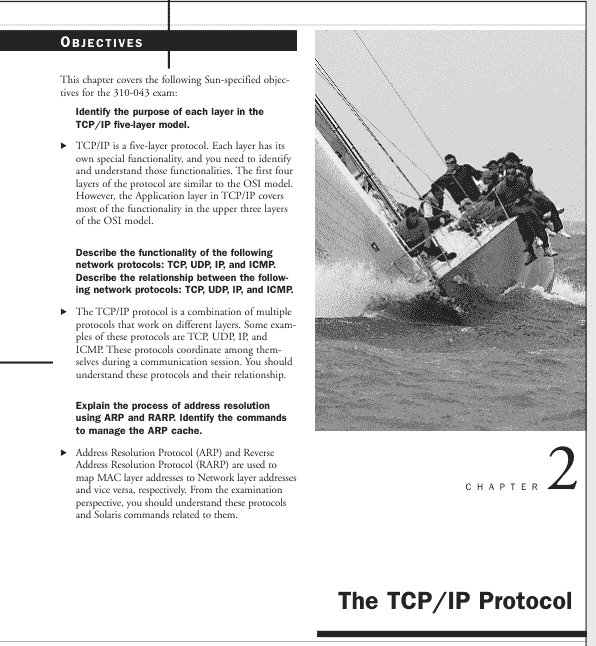 OBJECTIVES
This chapter covers the following Sun-specified objec-
tives for the 310-043 exam:
Identify the purpose of each layer in the
TCP/IP five-layer model.
► TCP/IP is a five-layer protocol. Each layer has its
own special functionality, and you need to identify
and understand those functionalities. The first four
layers of the protocol are similar to the OSI model.
However, the Application layer in TCP/IP covers
most of the functionality in the upper three layers
of the OSI model.
Describe the functionality of the following
network protocols: TCP, UDP, IP, and ICMP.
Describe the relationship between the follow-
ing network protocols: TCP, UDP, IP, and ICMP.
► The TCP/IP protocol is a combination of multiple
protocols that work on different layers. Some exam-
ples of these protocols are TCP, UDP, IP, and
ICMP. These protocols coordinate among them-
selves during a communication session. You should
understand these protocols and their relationship.
Explain the process of address resolution
using ARP and RARP. Identify the commands
to manage the ARP cache.
► Address Resolution Protocol (ARP) and Reverse
Address Resolution Protocol (RARP) are used to
map MAC layer addresses to Network layer addresses
and vice versa, respectively. From the examination
perspective, you should understand these protocols
and Solaris commands related to them.
CHAPTER 2
The TCP/IP Protocol